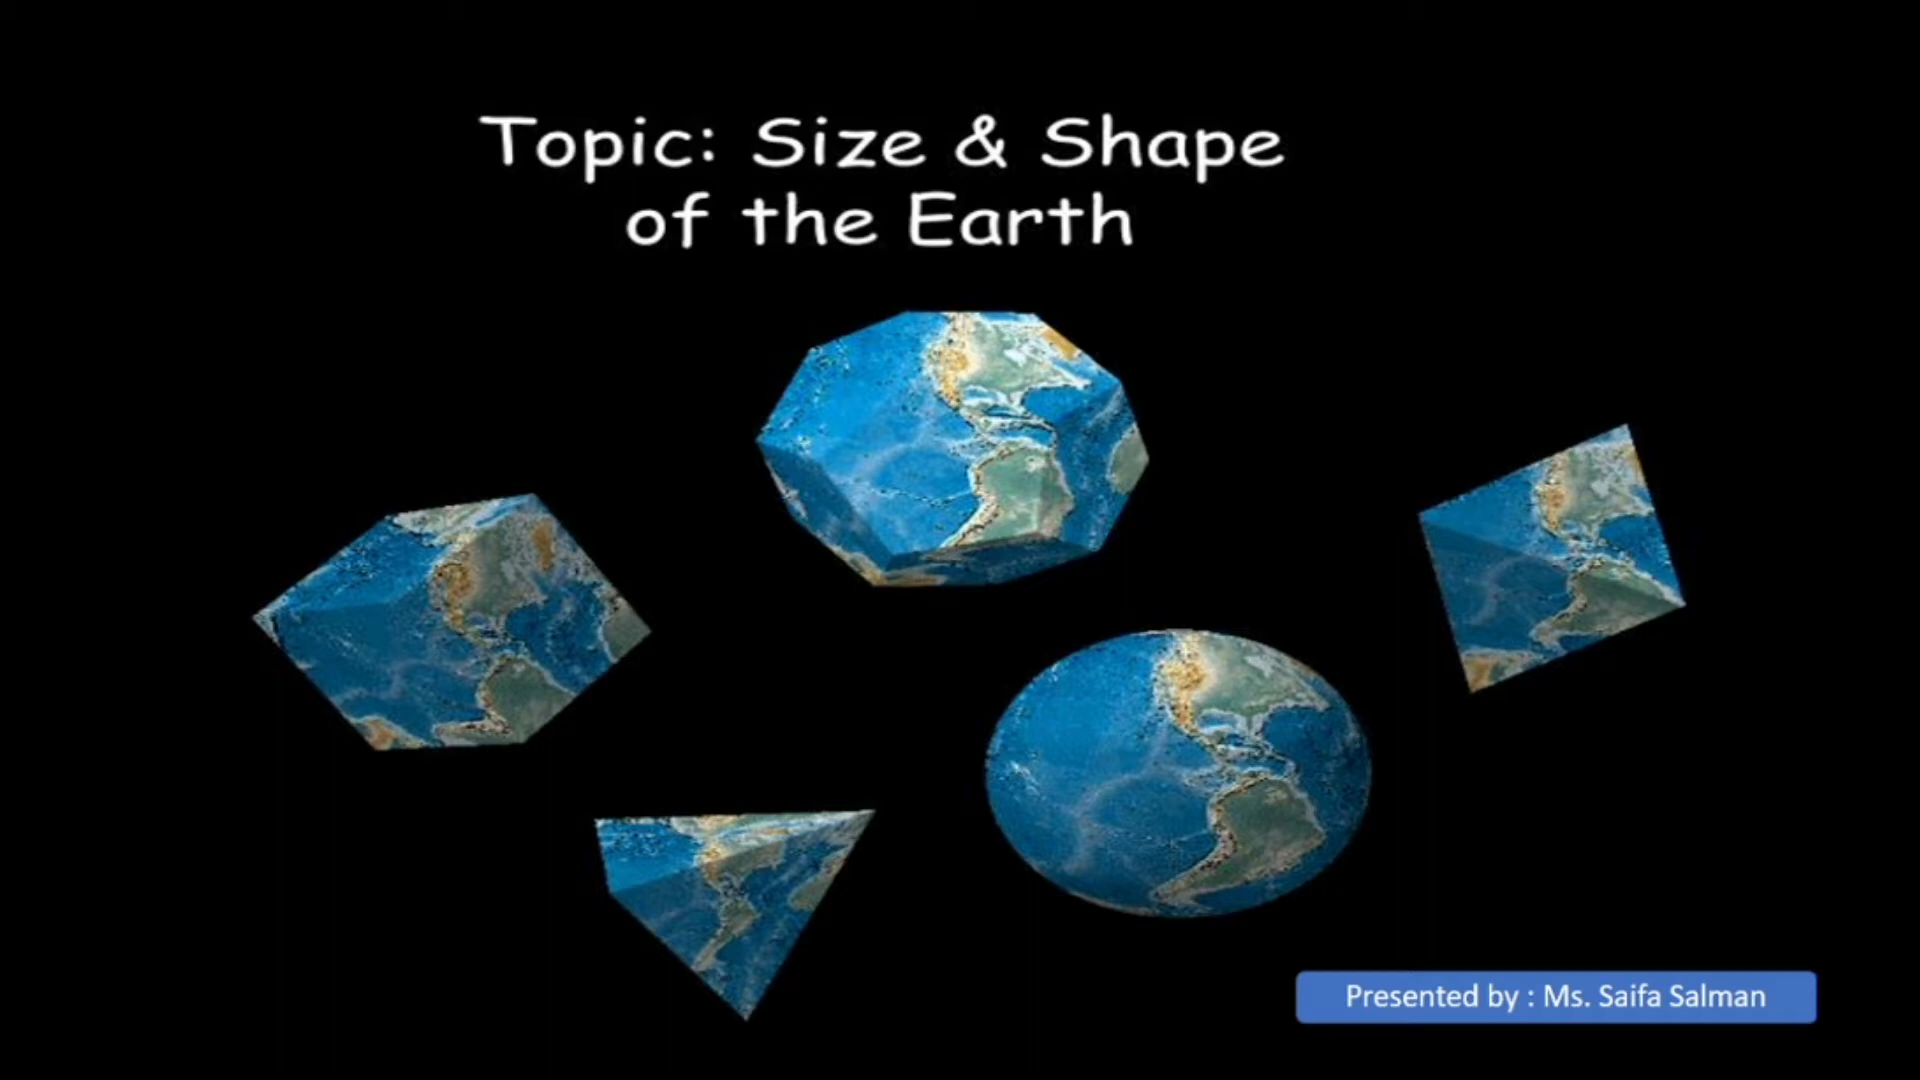 Topic: Size & Shape
of the Earth
Presented by : Ms. Saifa Salman